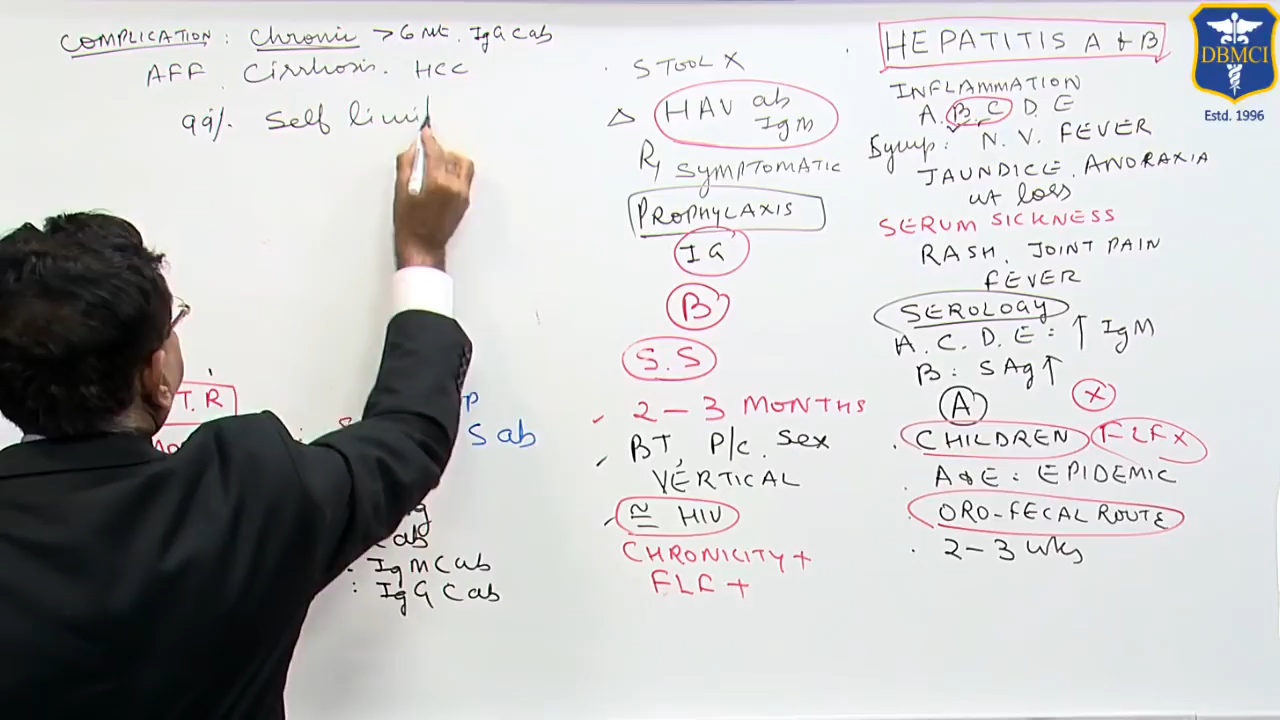 COMPLICATION : Chronic > 6 Mt. IgG Cab
AFF Cirrhosis. HCC
99%. Self limi
T.R
S ab
ab
IgM C ab
: IgG C ab
STOOL X
△ HAV ab
IgM
R, SYMPTOMATIC
PROPHYLAXIS
IG
B
S.S
2 - 3 MONTHS
BT, P/c. Sex
VERTICAL
≅ HIV
CHRONICITY +
FLF +
HEPATITIS A & B
INFLAMMATION
A. B. C. D E
Symp: N. V. FEVER
JAUNDICE. ANORAXIA
wt loss
SERUM SICKNESS
RASH. JOINT PAIN
FEVER
SEROLOGY
A. C. D. E : ↑ IgM
B : SAg ↑
A X
CHILDREN FLF X
A & E : EPIDEMIC
ORO-FECAL ROUTE
2 - 3 Wks
DBMCI
Estd. 1996